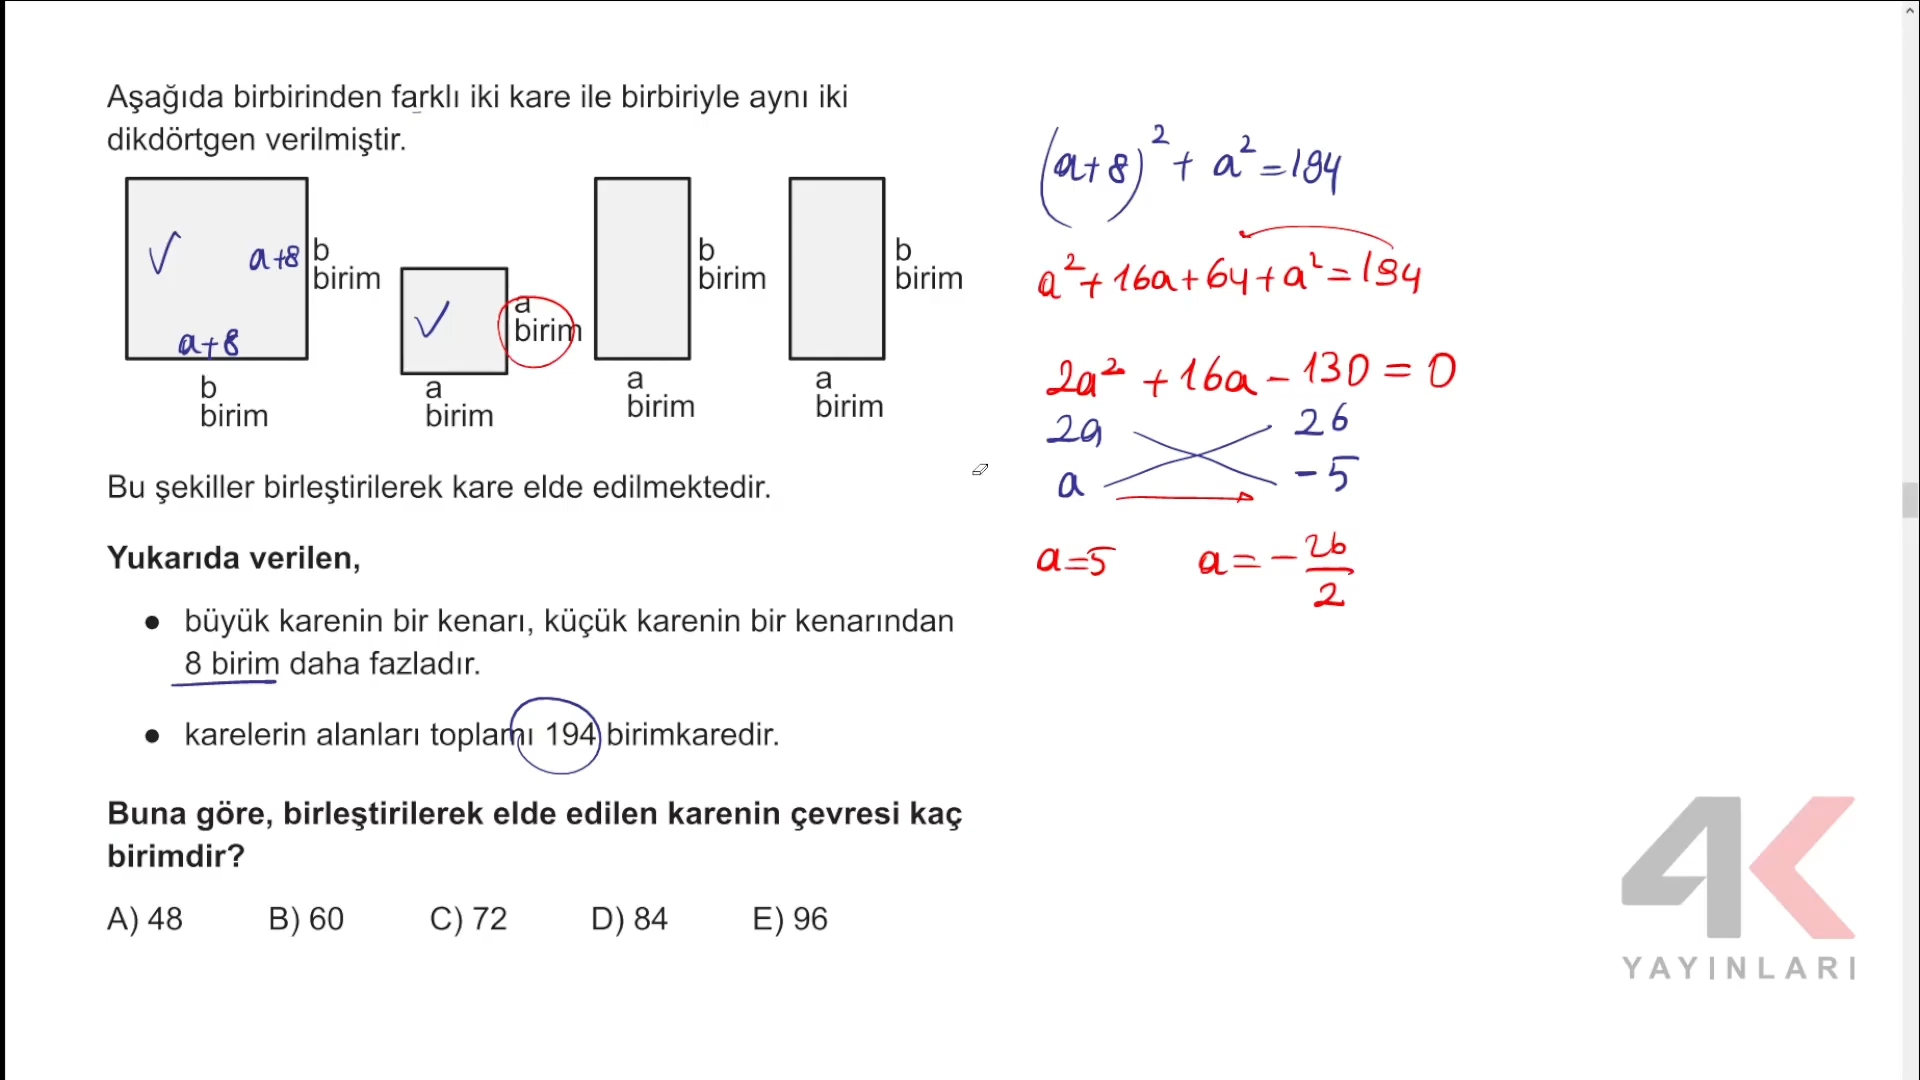 Aşağıda birbirinden farklı iki kare ile birbiriyle aynı iki
dikdörtgen verilmiştir.
a+8
a+8
b
birim
b
birim
a
birim
a
birim
b
birim
a
birim
b
birim
a
birim
Bu şekiller birleştirilerek kare elde edilmektedir.
Yukarıda verilen,
● büyük karenin bir kenarı, küçük karenin bir kenarından
8 birim daha fazladır.
● karelerin alanları toplamı 194 birimkaredir.
Buna göre, birleştirilerek elde edilen karenin çevresi kaç
birimdir?
A) 48 B) 60 C) 72 D) 84 E) 96
(a+8)² + a² = 194
a² + 16a + 64 + a² = 194
2a² + 16a - 130 = 0
2a 26
a -5
a=5 a = - 26/2
4K
YAYINLARI